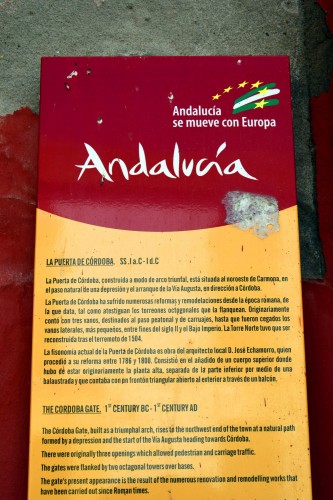 Andalucía
se mueve con Europa
Andalucía
LA PUERTA DE CÓRDOBA. SS .I a.C - I d.C
La Puerta de Córdoba, construida a modo de arco triunfal, está situada al noroeste de Carmona, en
el paso natural de una depresión y el arranque de la Vía Augusta, en dirección a Córdoba.
La Puerta de Córdoba ha sufrido numerosas reformas y remodelaciones desde la época romana, de
la que data, tal como atestiguan los torreones octogonales que la flanquean. Originariamente
contó con tres vanos, destinados al paso peatonal y de carruajes, hasta que fueron cegados los
vanos laterales, más pequeños, entre fines del siglo II y el Bajo Imperio. La Torre Norte tuvo que ser
reconstruida tras el terremoto de 1504.
La fisonomía actual de la Puerta de Córdoba es obra del arquitecto local D. José Echamorro, quien
procedió a su reforma entre 1786 y 1800. Consistió en el añadido de un cuerpo superior donde
hubo de estar originariamente la planta alta, separada de la parte inferior por medio de una
balaustrada y que contaba con po frontón triangular abierto al exterior a través de un balcón.
THE CORDOBA GATE. 1ST CENTURY BC- 1ST CENTURY AD
The Córdoba Gate, built as a triumphal arch, rises to the northwest end of the town at a natural path
formed by a depression and the start of the Vía Augusta heading towards Córdoba.
There were originally three openings which allowed pedestrian and carriage traffic.
The gates were flanked by two octagonal towers over bases.
The gate's present appearance is the result of the numerous renovation and remodelling works that
have been carried out since Roman times.